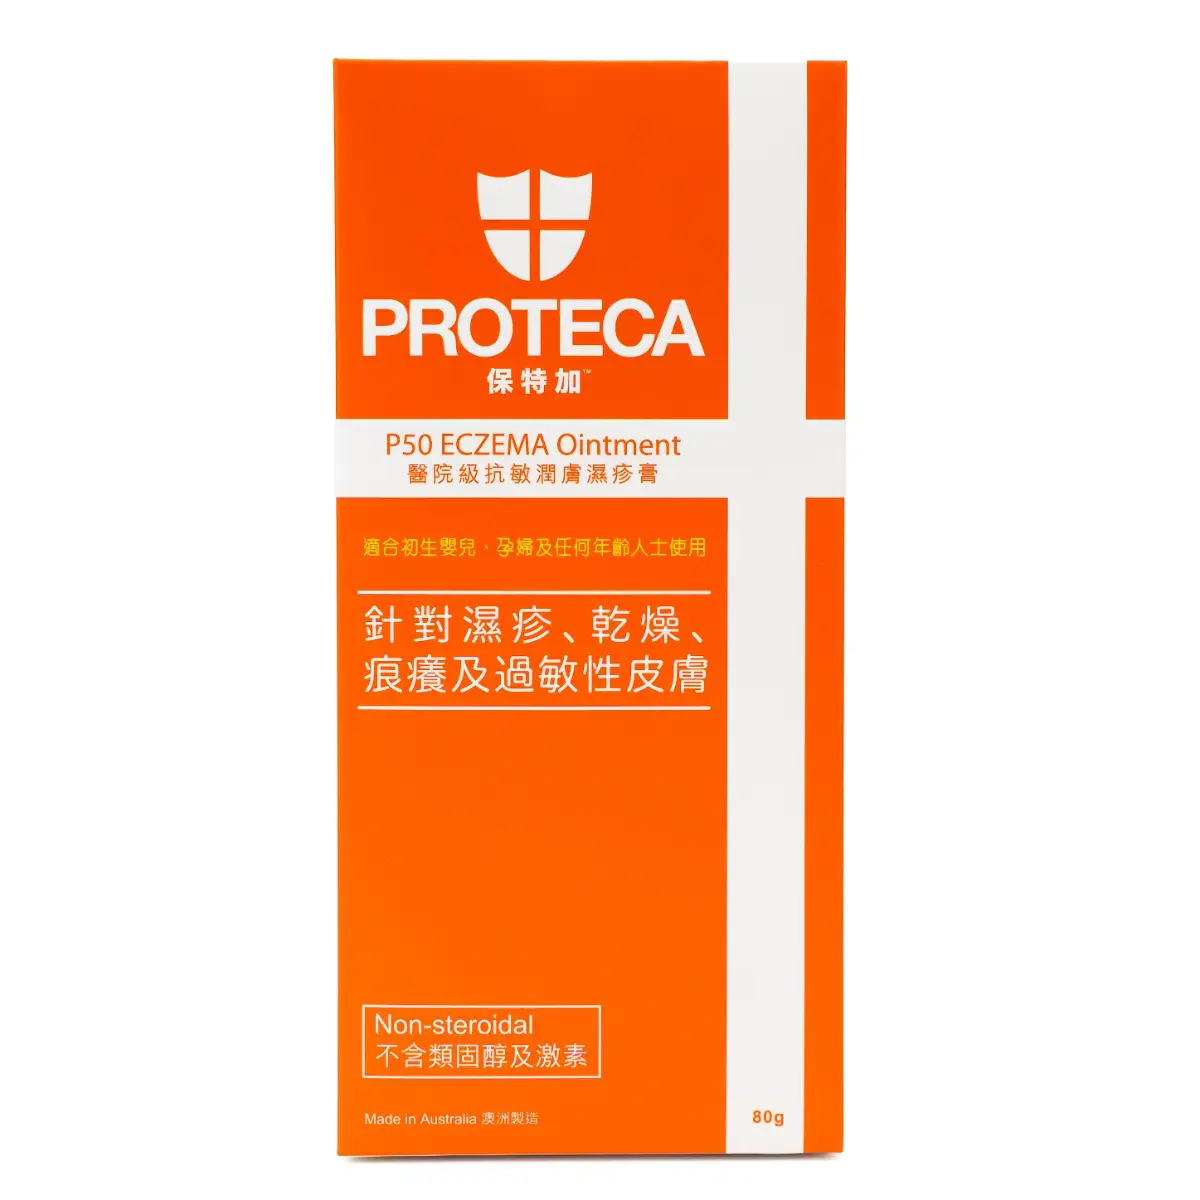 PROTECA
保特加™
P50 ECZEMA Ointment
醫院級抗敏潤膚濕疹膏
適合初生嬰兒、孕婦及任何年齡人士使用
針對濕疹、乾燥、
痕癢及過敏性皮膚
Non-steroidal
不含類固醇及激素
Made in Australia 澳洲製造
80g